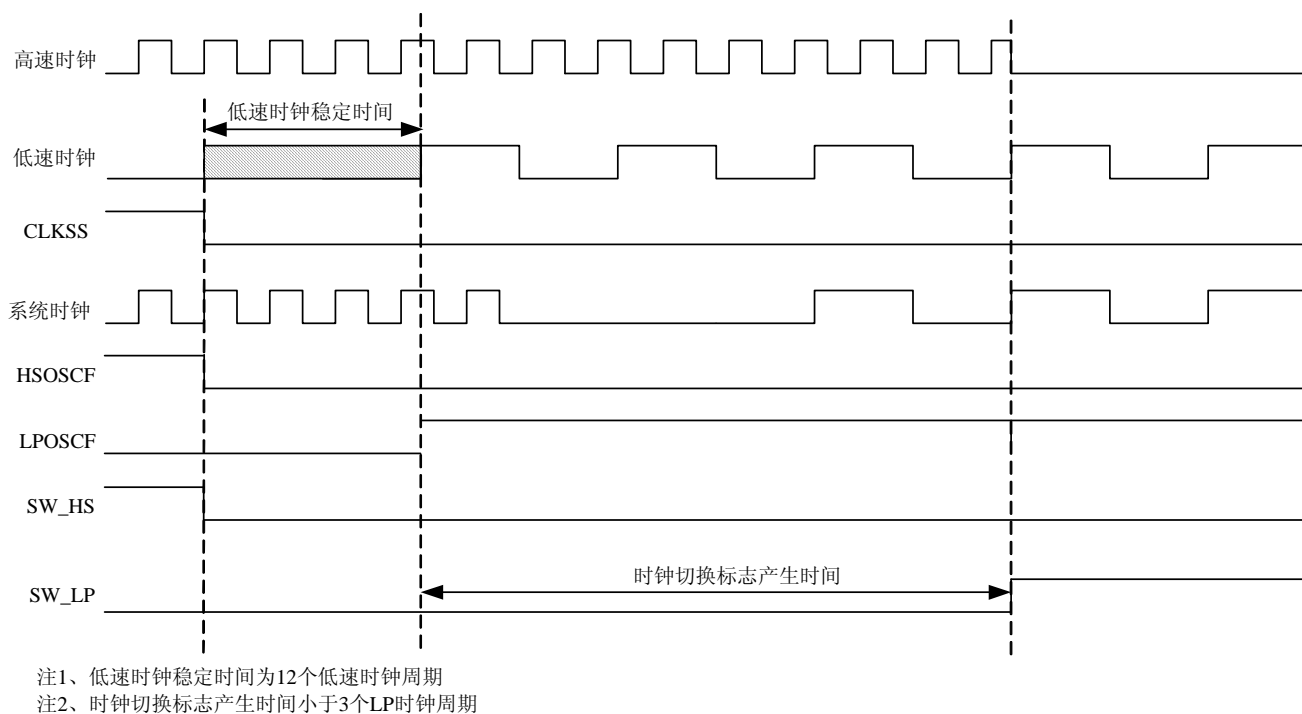 高速时钟
低速时钟稳定时间
低速时钟
CLKSS
系统时钟
HSOSCF
LPOSCF
SW_HS
时钟切换标志产生时间
SW_LP
注1、低速时钟稳定时间为12个低速时钟周期
注2、时钟切换标志产生时间小于3个LP时钟周期